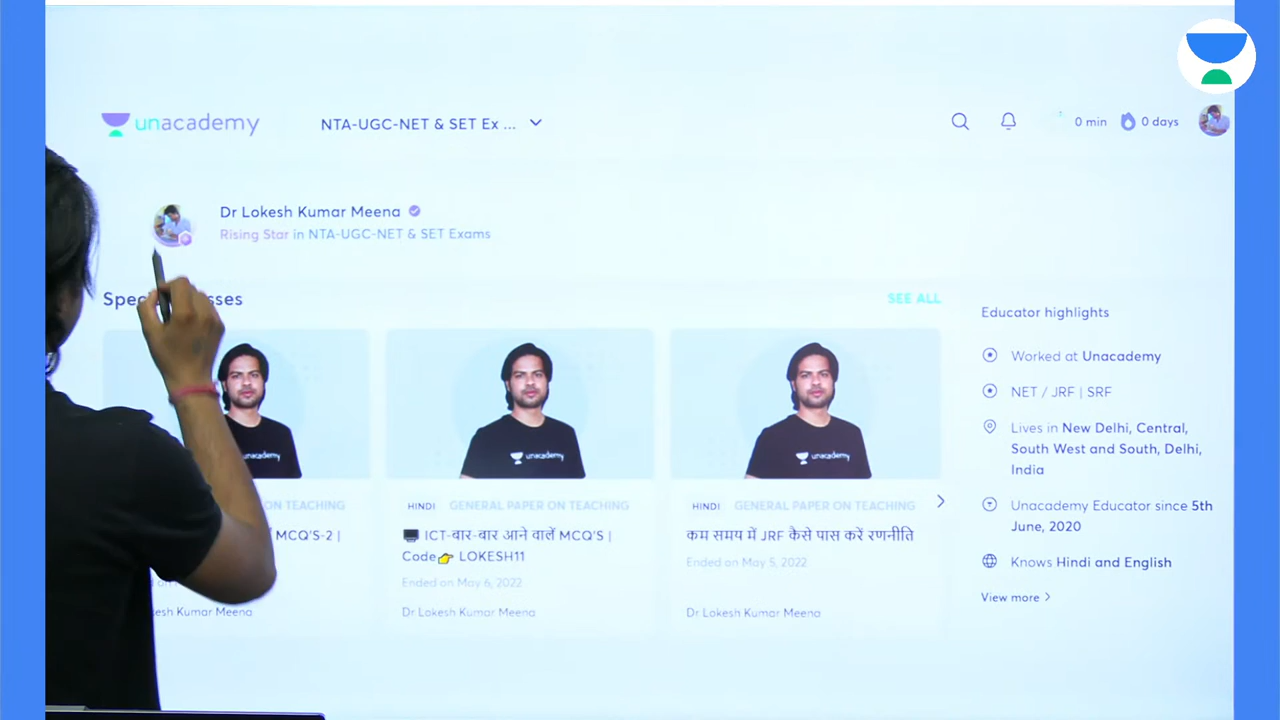 unacademy
NTA-UGC-NET & SET Ex ...
0 min
0 days
Dr Lokesh Kumar Meena
Rising Star in NTA-UGC-NET & SET Exams
SEE ALL
Educator highlights
Worked at Unacademy
NET / JRF | SRF
Lives in New Delhi, Central,
South West and South, Delhi,
India
Unacademy Educator since 5th
June, 2020
Knows Hindi and English
View more >
unacademy
ON TEACHING
MCQ'S-2 |
Kumar Meena
unacademy
HINDI GENERAL PAPER ON TEACHING
🖥️ ICT-बार-बार आने वालें MCQ'S |
Code👉 LOKESH11
Ended on May 6, 2022
Dr Lokesh Kumar Meena
unacademy
HINDI GENERAL PAPER ON TEACHING
कम समय में JRF कैसे पास करें रणनीति
Ended on May 5, 2022
Dr Lokesh Kumar Meena